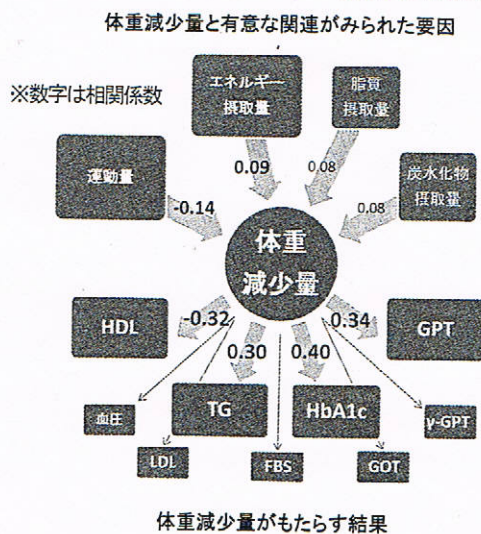 体重減少量と有意な関連がみられた要因
※数字は相関係数
エネルギー
摂取量
脂質
摂取量
運動量
炭水化物
摂取量
0.09
0.08
-0.14
0.08
体重
減少量
HDL
-0.32
0.30
0.40
0.34
GPT
TG
HbA1c
血圧
γ-GPT
LDL
FBS
GOT
体重減少量がもたらす結果